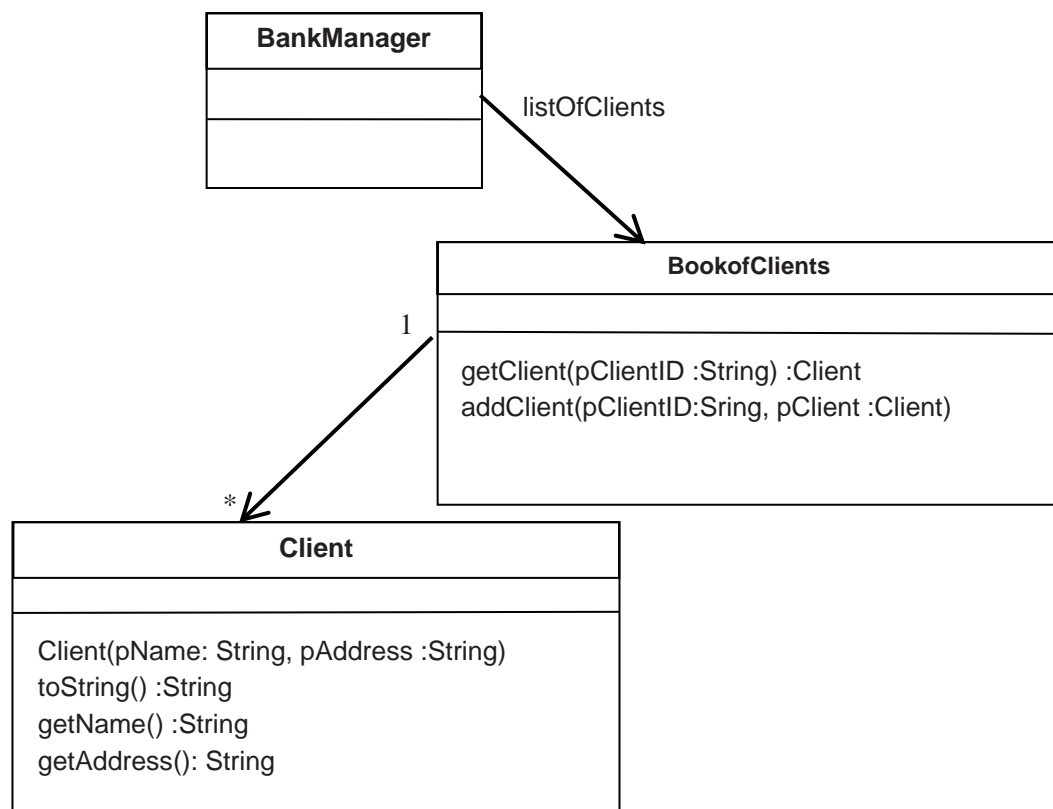 BankManager
listOfClients
BookofClients
1
getClient(pClientID :String) :Client
addClient(pClientID:Sring, pClient :Client)
*
Client
Client(pName: String, pAddress :String)
toString() :String
getName() :String
getAddress(): String